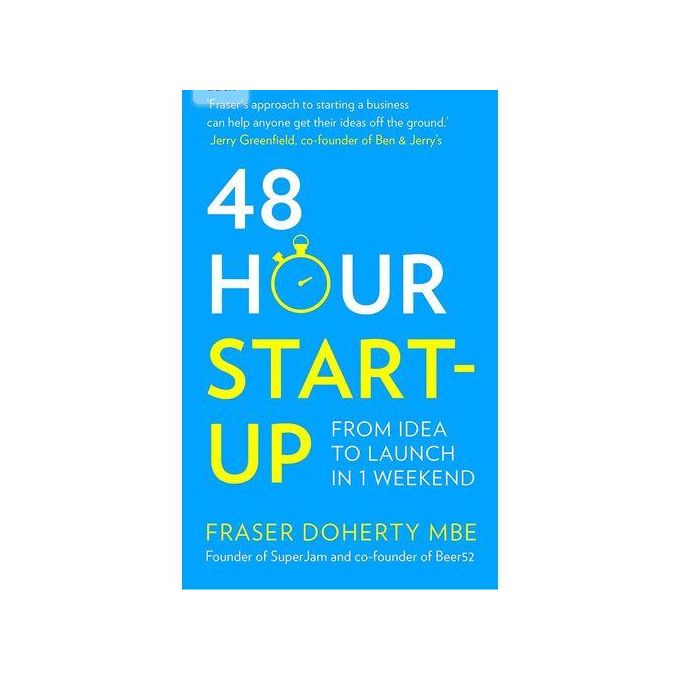 'Fraser's approach to starting a business
can help anyone get their ideas off the ground.'
Jerry Greenfield, co-founder of Ben & Jerry's
48
HOUR
START-
UP
FROM IDEA
TO LAUNCH
IN 1 WEEKEND
FRASER DOHERTY MBE
Founder of SuperJam and co-founder of Beer52